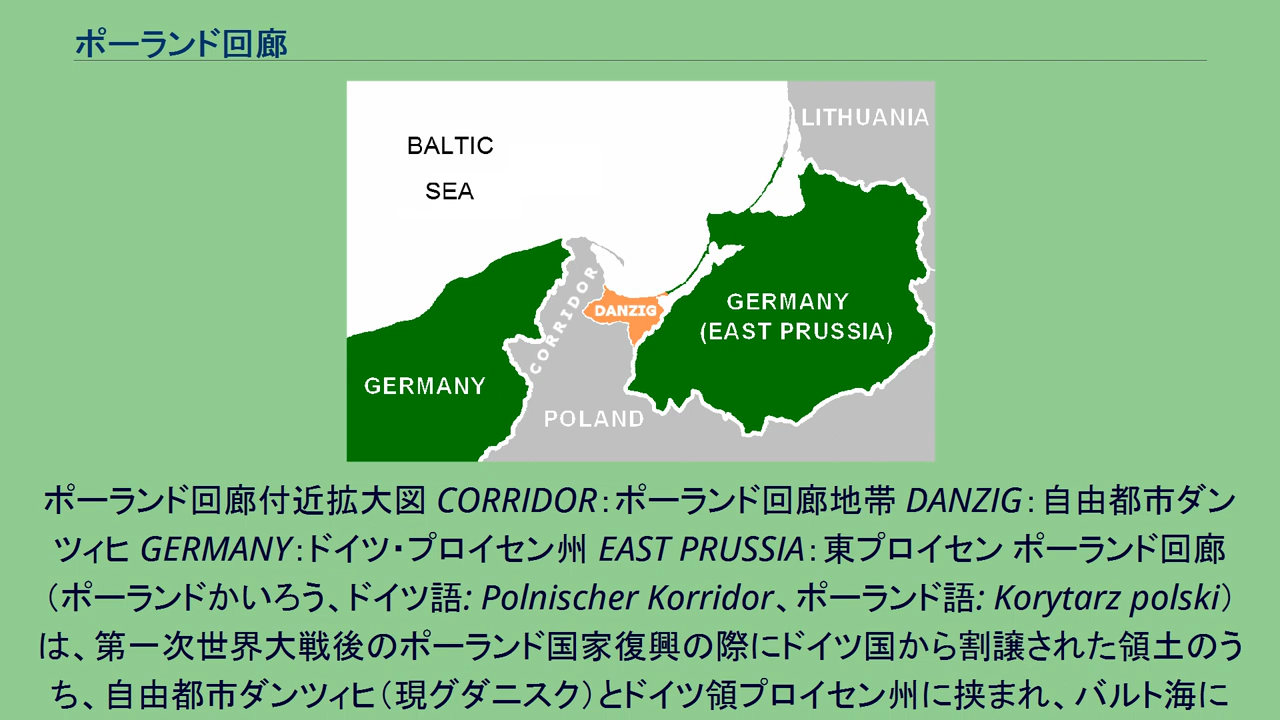 ポーランド回廊
LITHUANIA
BALTIC
SEA
CORRIDOR
DANZIG
GERMANY
(EAST PRUSSIA)
GERMANY
POLAND
ポーランド回廊付近拡大図 CORRIDOR：ポーランド回廊地帯 DANZIG：自由都市ダン
ツィヒ GERMANY：ドイツ・プロイセン州 EAST PRUSSIA：東プロイセン ポーランド回廊
（ポーランドかいろう、ドイツ語: Polnischer Korridor、ポーランド語: Korytarz polski）
は、第一次世界大戦後のポーランド国家復興の際にドイツ国から割譲された領土のう
ち、自由都市ダンツィヒ（現グダニスク）とドイツ領プロイセン州に挟まれ、バルト海に